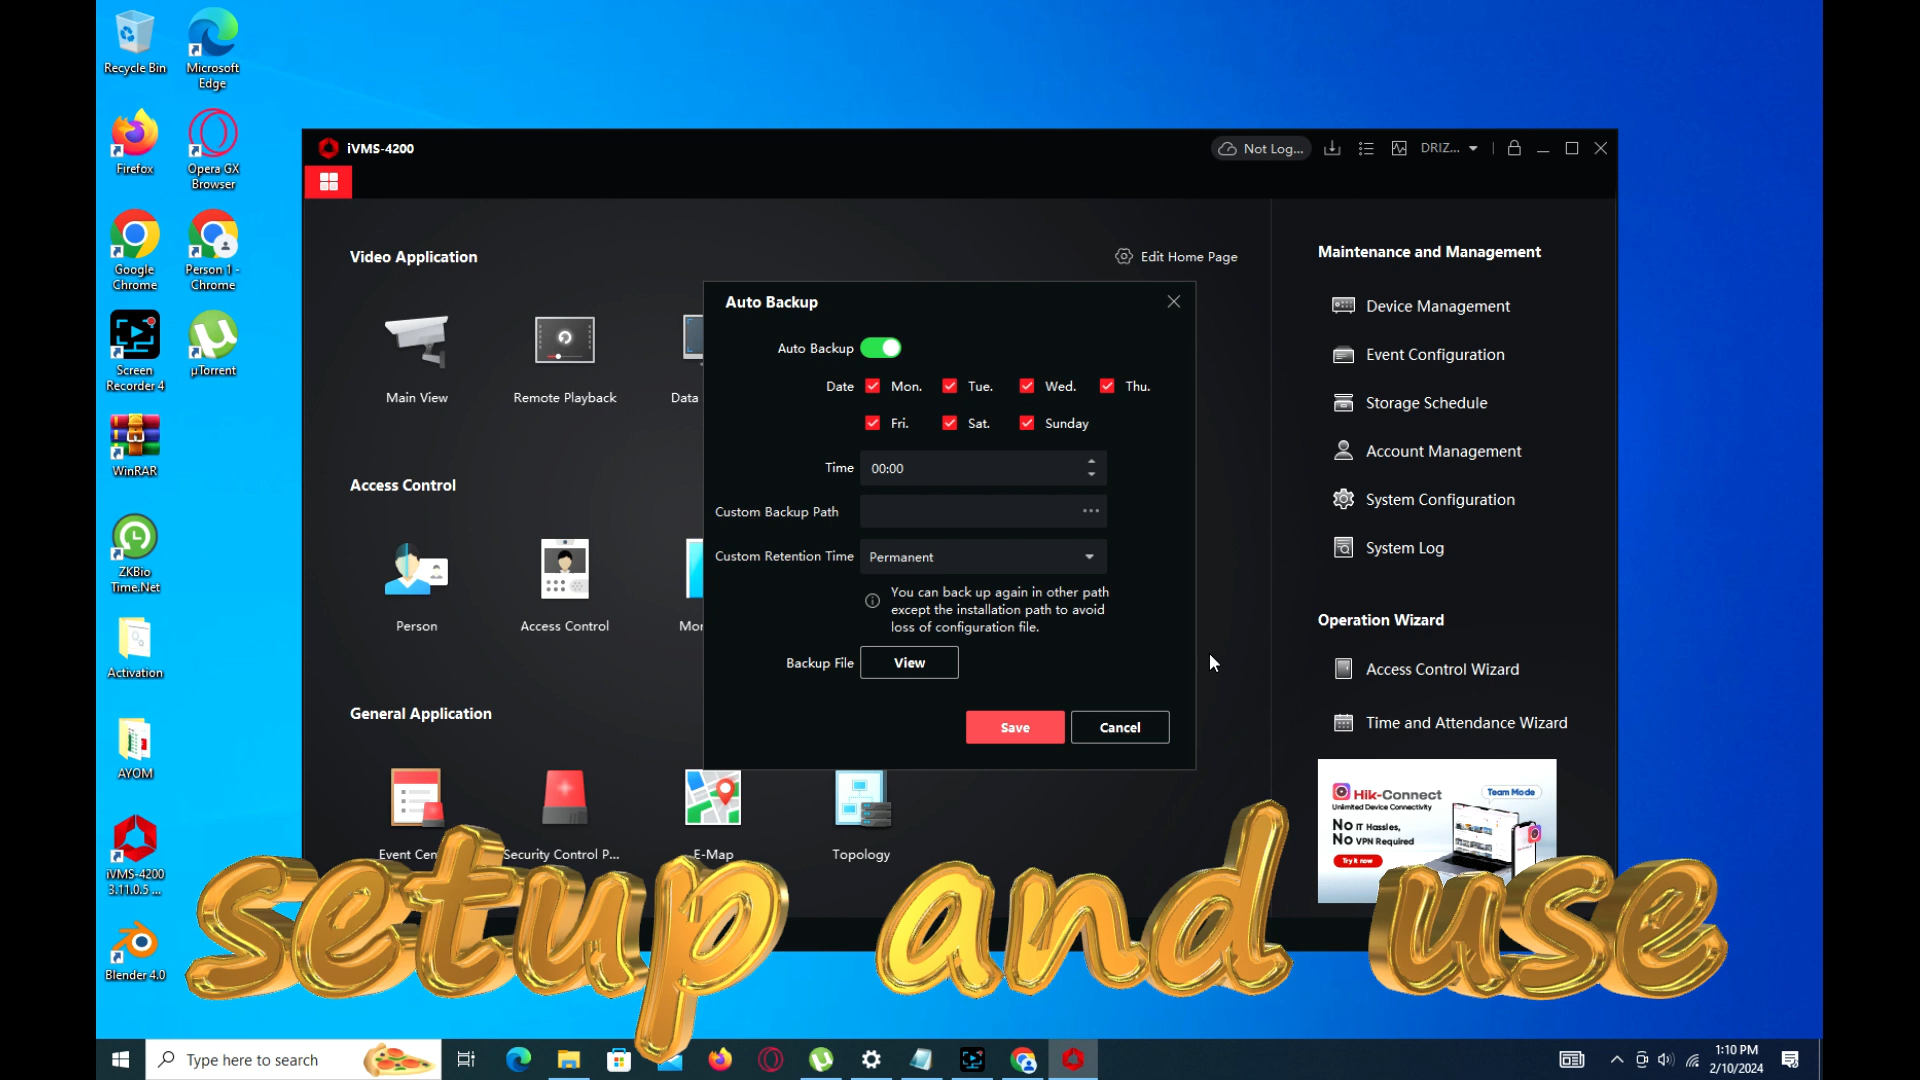 Recycle Bin
Microsoft
Edge
Firefox
Opera GX
Browser
Google
Chrome
Person 1 -
Chrome
Screen
Recorder 4
µTorrent
WinRAR
ZKBio
Time.Net
Activation
AYOM
iVMS-4200
3.11.0.5 ...
Blender 4.0
iVMS-4200
Not Log...
DRIZ...
Video Application
Edit Home Page
Main View
Remote Playback
Data
Access Control
Person
Access Control
Mor
General Application
Event Cen
Security Control P...
E-Map
Topology
Auto Backup
Auto Backup
Date Mon. Tue. Wed. Thu.
Fri. Sat. Sunday
Time 00:00
Custom Backup Path ...
Custom Retention Time Permanent
You can back up again in other path
except the installation path to avoid
loss of configuration file.
Backup File View
Save Cancel
Maintenance and Management
Device Management
Event Configuration
Storage Schedule
Account Management
System Configuration
System Log
Operation Wizard
Access Control Wizard
Time and Attendance Wizard
Hik-Connect
Team Mode
Unlimited Device Connectivity
No IT Hassles,
No VPN Required
Try it now
setup and use
Type here to search
1:10 PM
2/10/2024